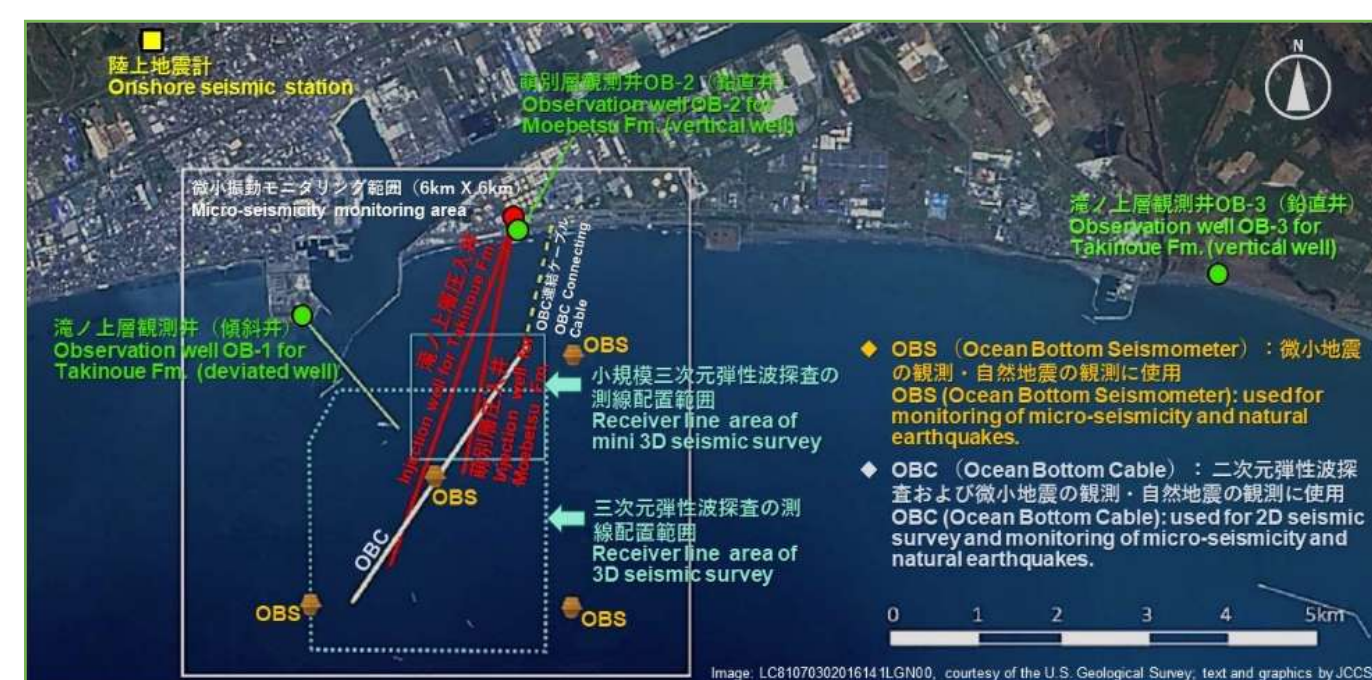 陸上地震計
Onshore seismic station
萌別層観測井OB-2（鉛直井
Observation well OB-2 for
Moebetsu Fm. (vertical well)
N
微小振動モニタリング範囲（6km X 6km）
Micro-seismicity monitoring area
滝ノ上層観測井OB-3（鉛直井）
Observation well OB-3 for
Takinoue Fm. (vertical well)
滝ノ上層圧入井
Injection well for Takinoue Fm.
OBC連結ケーブル
OBC Connecting
Cable
滝ノ上層観測井（傾斜井）
Observation well OB-1 for
Takinoue Fm. (deviated well)
萌別層圧入井
Injection well for
Moebetsu Fm.
OBS
小規模三次元弾性波探査の
測線配置範囲
Receiver line area of
mini 3D seismic survey
OBS
三次元弾性波探査の測
線配置範囲
Receiver line area of
3D seismic survey
OBC
OBS
OBS
◆ OBS （Ocean Bottom Seismometer）：微小地震
の観測・自然地震の観測に使用
OBS (Ocean Bottom Seismometer): used for
monitoring of micro-seismicity and natural
earthquakes.
◆ OBC （Ocean Bottom Cable）： 二次元弾性波探
査および微小地震の観測・自然地震の観測に使用
OBC (Ocean Bottom Cable): used for 2D seismic
survey and monitoring of micro-seismicity and
natural earthquakes.
0 1 2 3 4 5km
Image: LC81070302016141LGN00, courtesy of the U.S. Geological Survey; text and graphics by JCCS